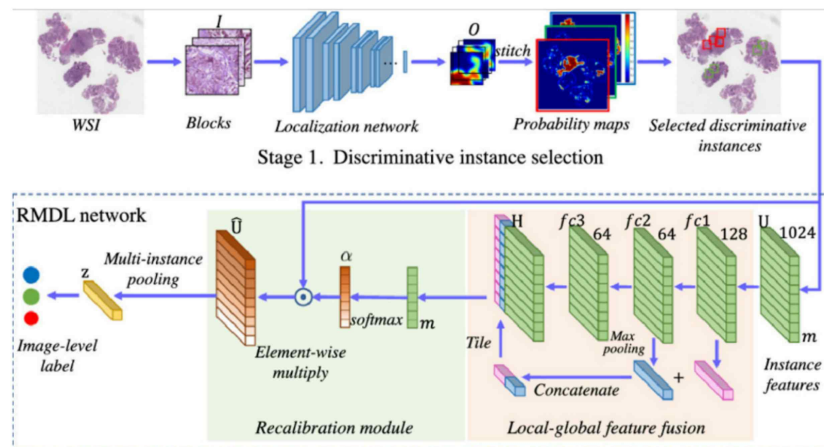 I
O
stitch
WSI
Blocks
Localization network
Probability maps
Selected discriminative
instances
Stage 1. Discriminative instance selection
RMDL network
Û
H
fc3
64
fc2
64
fc1
128
U
1024
Multi-instance
pooling
z
α
softmax
m
m
Image-level
label
Element-wise
multiply
Tile
Max
pooling
Concatenate
+
Instance
features
Recalibration module
Local-global feature fusion